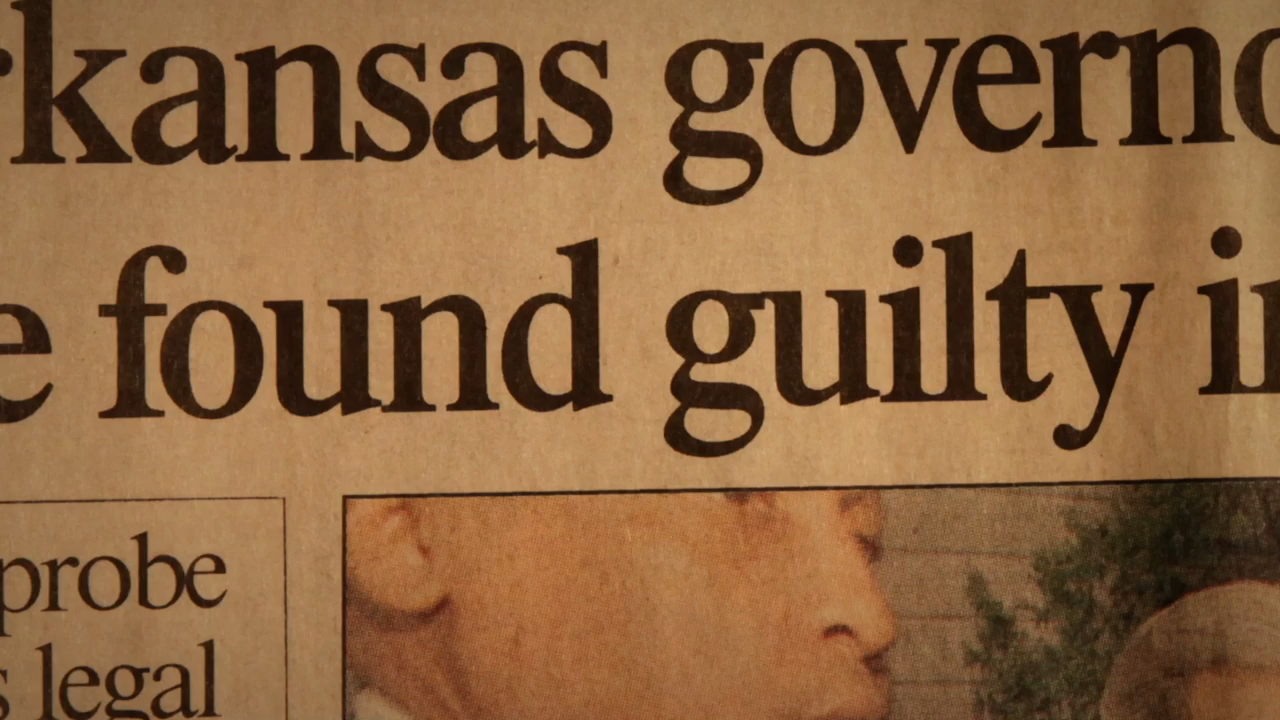 rkansas governo
e found guilty in
probe
s legal